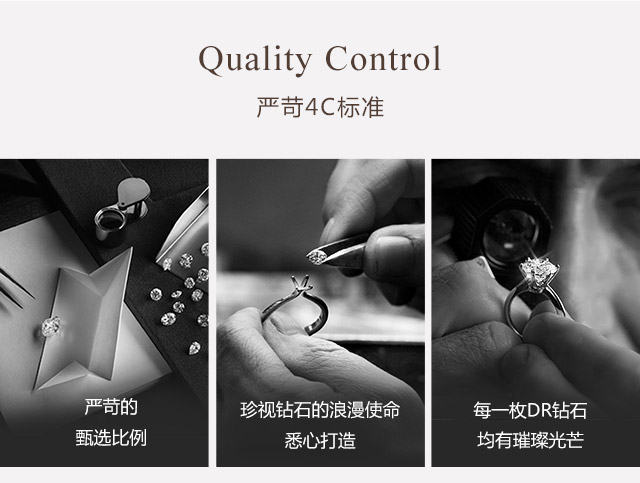 Quality Control
严苛4C标准
严苛的
甄选比例
珍视钻石的浪漫使命
悉心打造
每一枚DR钻石
均有璀璨光芒